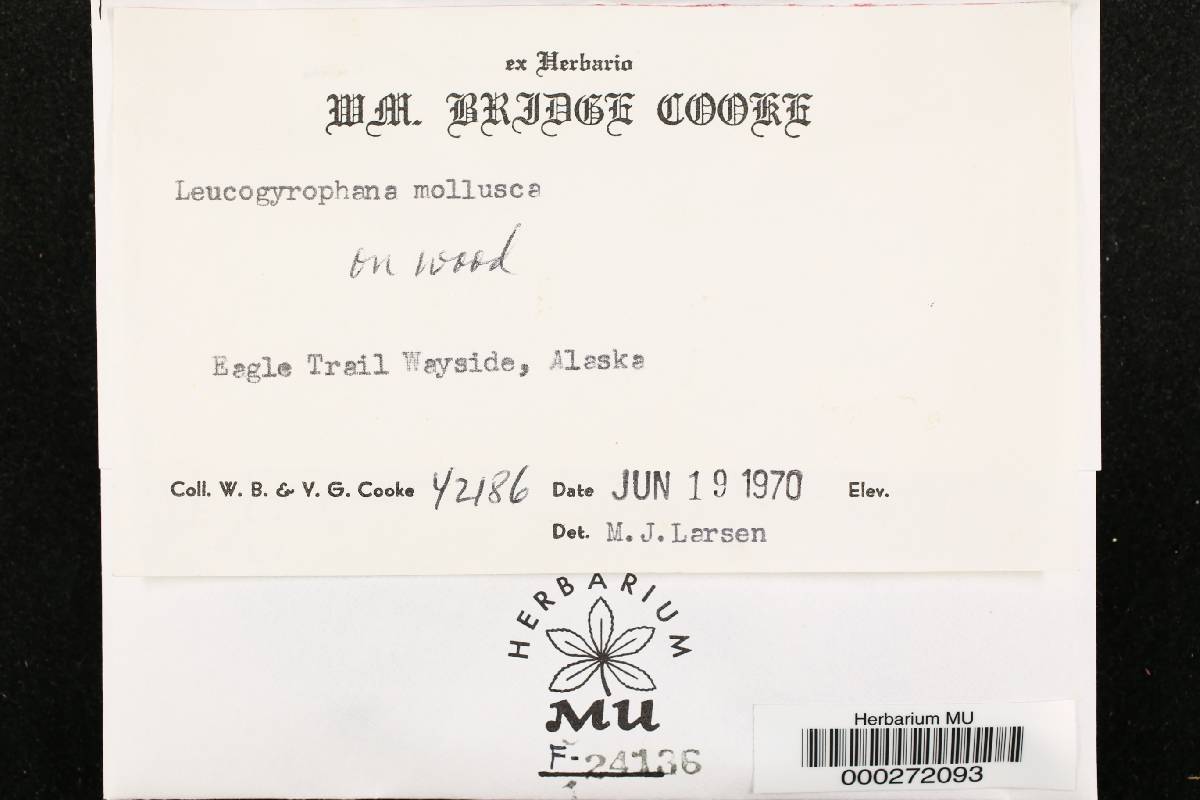 ex Herbario
WM. BRIDGE COOKE
Leucogyrophana mollusca
on wood
Eagle Trail Wayside, Alaska
Coll. W. B. & V. G. Cooke 42186 Date JUN 19 1970 Elev.
Det. M.J.Larsen
HERBARIUM
MU
F-24136
Herbarium MU
000272093